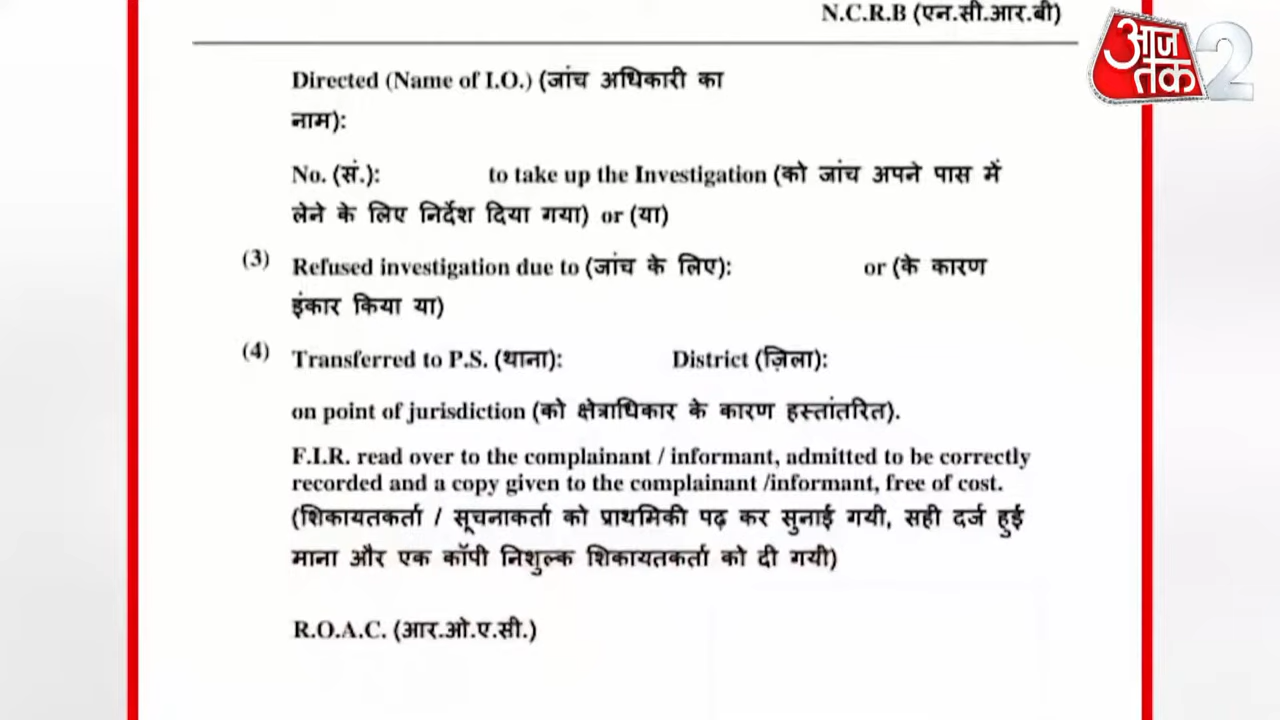 N.C.R.B (एन.सी.आर.बी)
आज तक 2
Directed (Name of I.O.) (जांच अधिकारी का
नाम):
No. (सं.): to take up the Investigation (को जांच अपने पास में
लेने के लिए निर्देश दिया गया) or (या)
(3) Refused investigation due to (जांच के लिए): or (के कारण
इंकार किया या)
(4) Transferred to P.S. (थाना): District (ज़िला):
on point of jurisdiction (को क्षेत्राधिकार के कारण हस्तांतरित).
F.I.R. read over to the complainant / informant, admitted to be correctly
recorded and a copy given to the complainant /informant, free of cost.
(शिकायतकर्ता / सूचनाकर्ता को प्राथमिकी पढ़ कर सुनाई गयी, सही दर्ज हुई
माना और एक कॉपी निशुल्क शिकायतकर्ता को दी गयी)
R.O.A.C. (आर.ओ.ए.सी.)